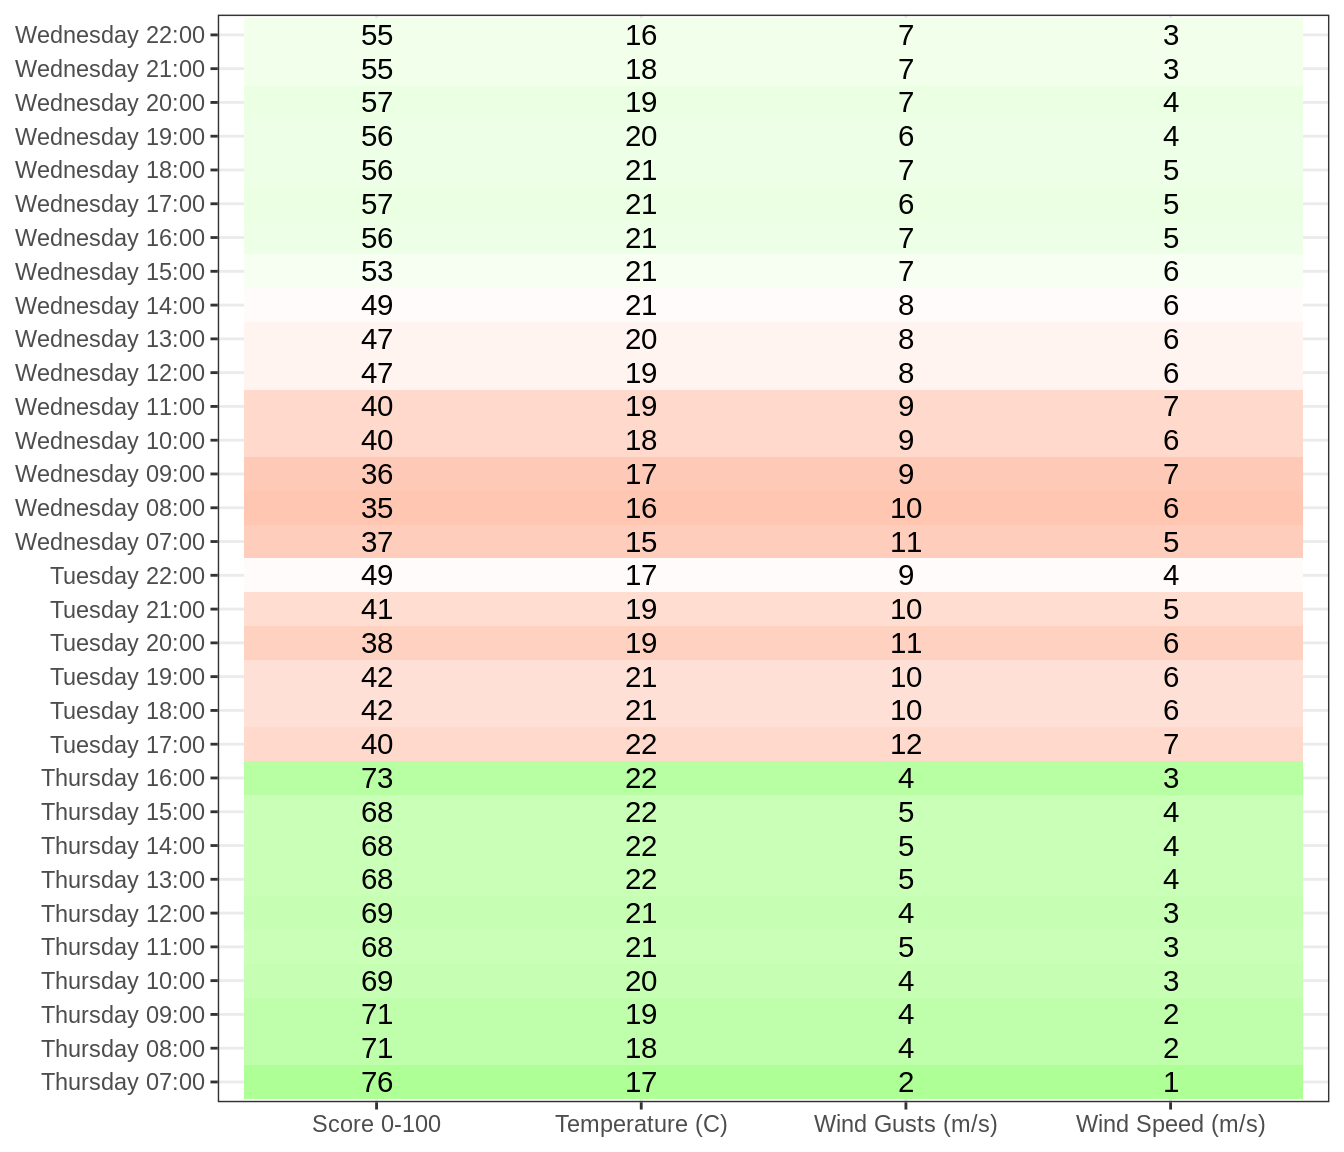 Wednesday 22:00 55 16 7 3
Wednesday 21:00 55 18 7 3
Wednesday 20:00 57 19 7 4
Wednesday 19:00 56 20 6 4
Wednesday 18:00 56 21 7 5
Wednesday 17:00 57 21 6 5
Wednesday 16:00 56 21 7 5
Wednesday 15:00 53 21 7 6
Wednesday 14:00 49 21 8 6
Wednesday 13:00 47 20 8 6
Wednesday 12:00 47 19 8 6
Wednesday 11:00 40 19 9 7
Wednesday 10:00 40 18 9 6
Wednesday 09:00 36 17 9 7
Wednesday 08:00 35 16 10 6
Wednesday 07:00 37 15 11 5
Tuesday 22:00 49 17 9 4
Tuesday 21:00 41 19 10 5
Tuesday 20:00 38 19 11 6
Tuesday 19:00 42 21 10 6
Tuesday 18:00 42 21 10 6
Tuesday 17:00 40 22 12 7
Thursday 16:00 73 22 4 3
Thursday 15:00 68 22 5 4
Thursday 14:00 68 22 5 4
Thursday 13:00 68 22 5 4
Thursday 12:00 69 21 4 3
Thursday 11:00 68 21 5 3
Thursday 10:00 69 20 4 3
Thursday 09:00 71 19 4 2
Thursday 08:00 71 18 4 2
Thursday 07:00 76 17 2 1
Score 0-100 Temperature (C) Wind Gusts (m/s) Wind Speed (m/s)